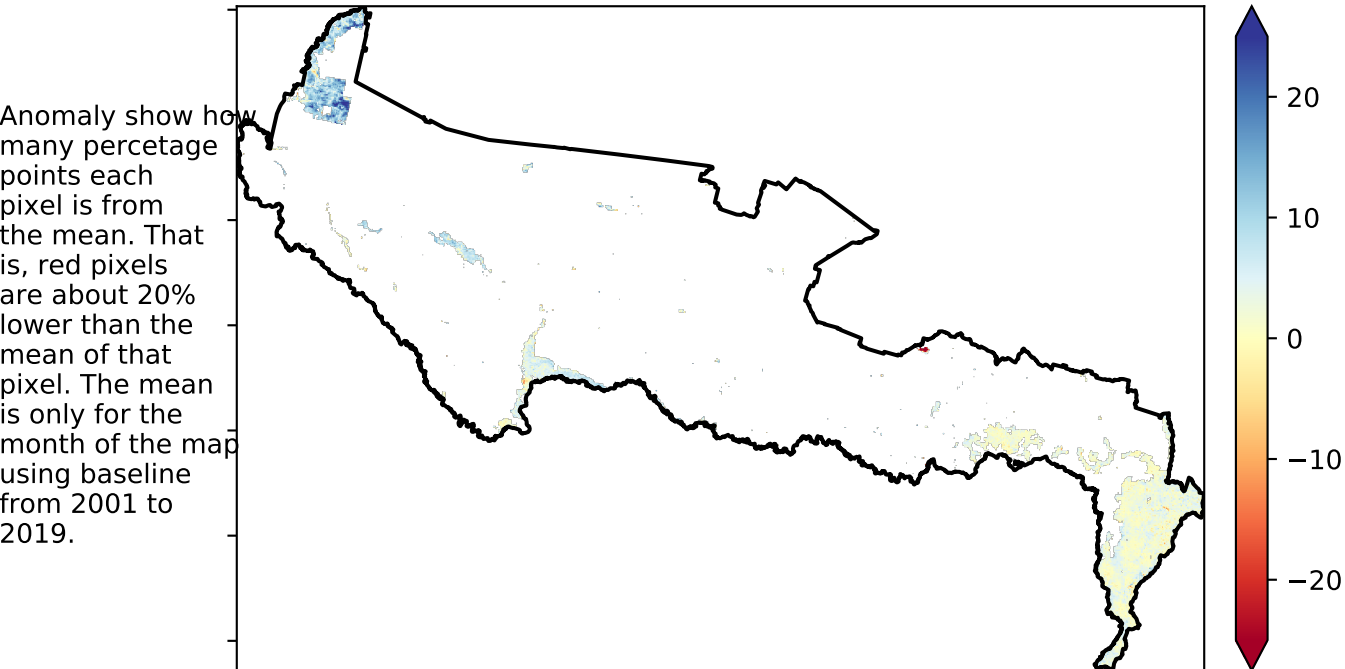 Anomaly show how
many percetage
points each
pixel is from
the mean. That
is, red pixels
are about 20%
lower than the
mean of that
pixel. The mean
is only for the
month of the map
using baseline
from 2001 to
2019.
20
10
0
−10
−20